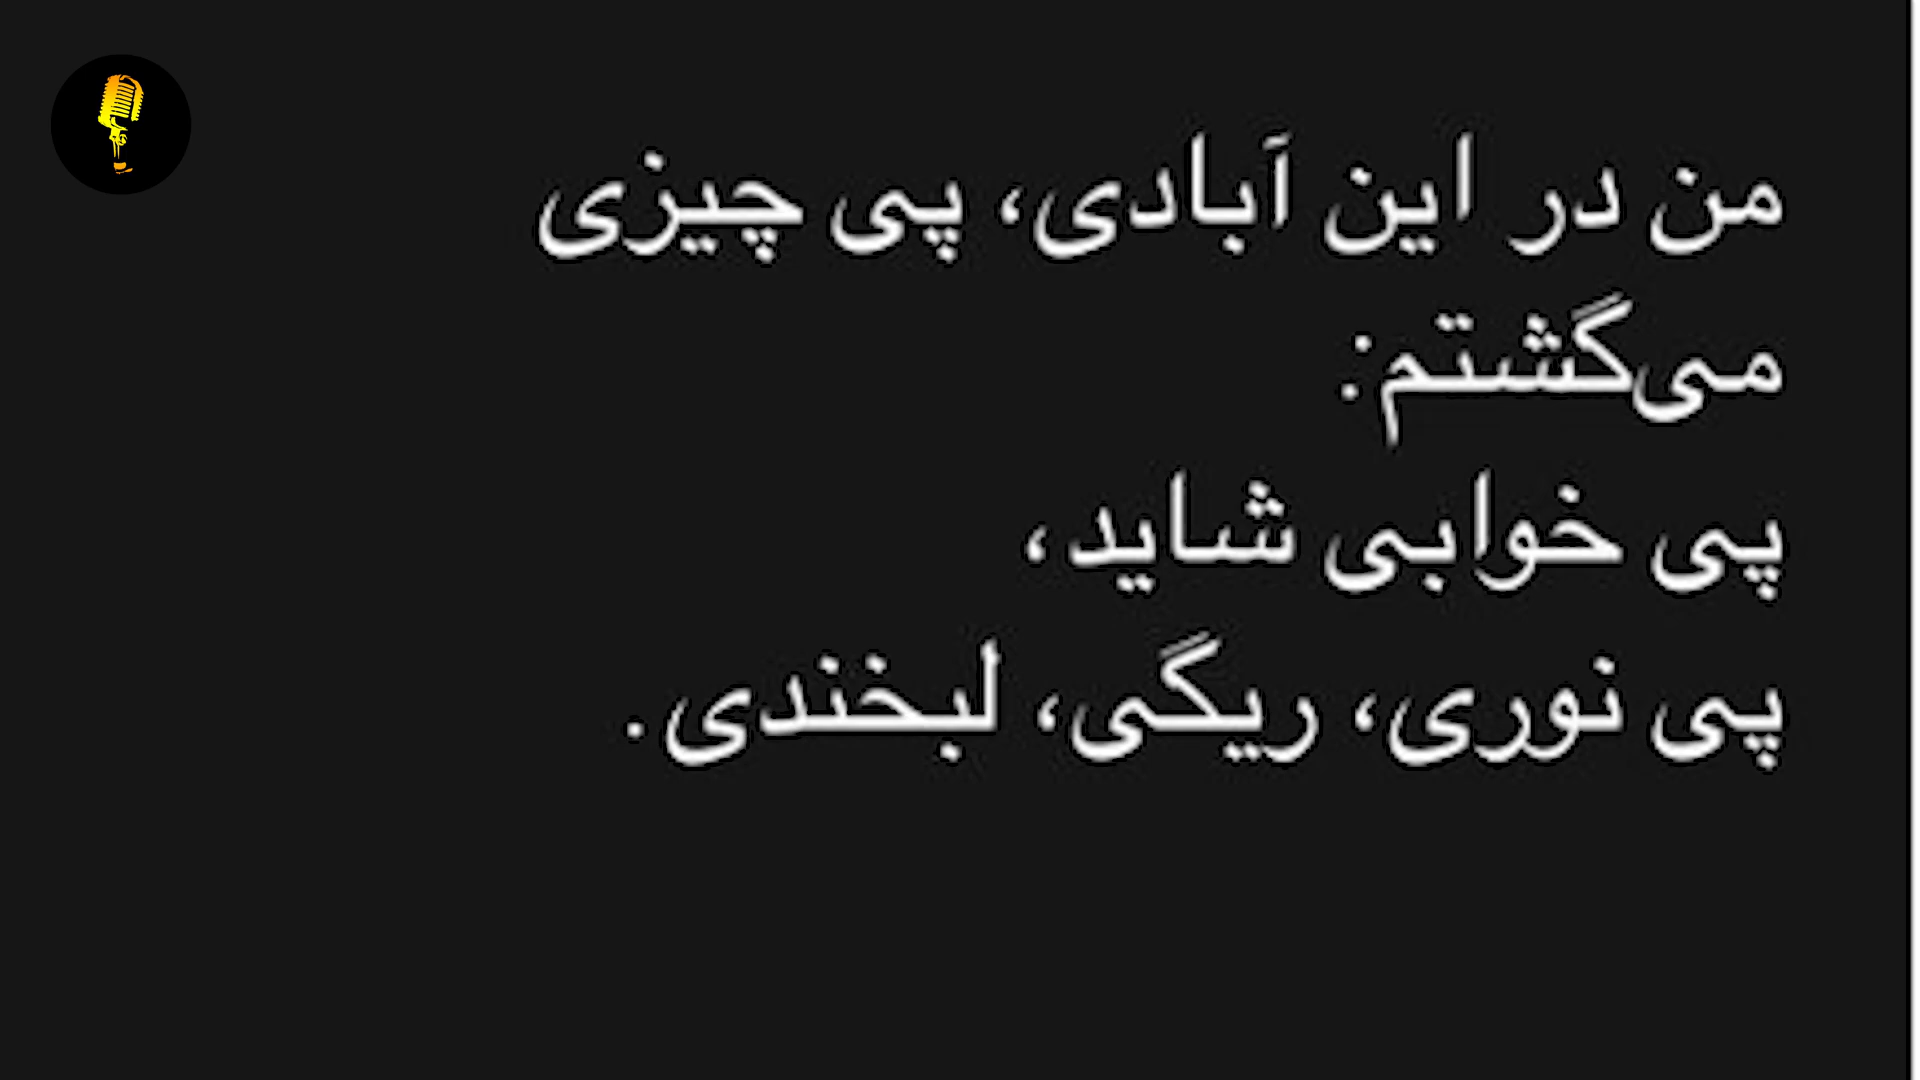 من در این آبادی، پی چیزی
می‌گشتم:
پی خوابی شاید،
پی نوری، ریگی، لبخندی.